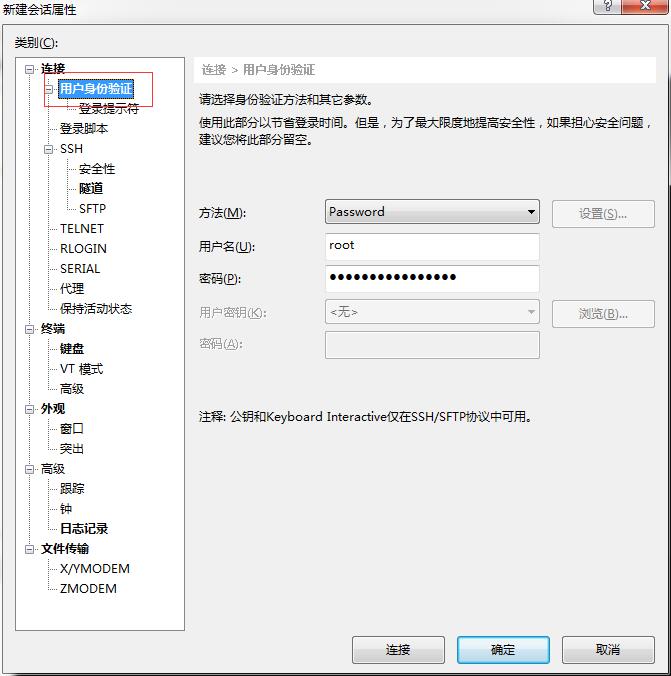 新建会话属性
类别(C):
连接
用户身份验证
登录提示符
登录脚本
SSH
安全性
隧道
SFTP
TELNET
RLOGIN
SERIAL
代理
保持活动状态
终端
键盘
VT 模式
高级
外观
窗口
突出
高级
跟踪
钟
日志记录
文件传输
X/YMODEM
ZMODEM
连接 > 用户身份验证
请选择身份验证方法和其它参数。
使用此部分以节省登录时间。但是，为了最大限度地提高安全性，如果担心安全问题，
建议您将此部分留空。
方法(M): Password 设置(S)...
用户名(U): root
密码(P): ●●●●●●●●●●●●●●●●
用户密钥(K): <无> 浏览(B)...
密码(A):
注释: 公钥和Keyboard Interactive仅在SSH/SFTP协议中可用。
连接 确定 取消